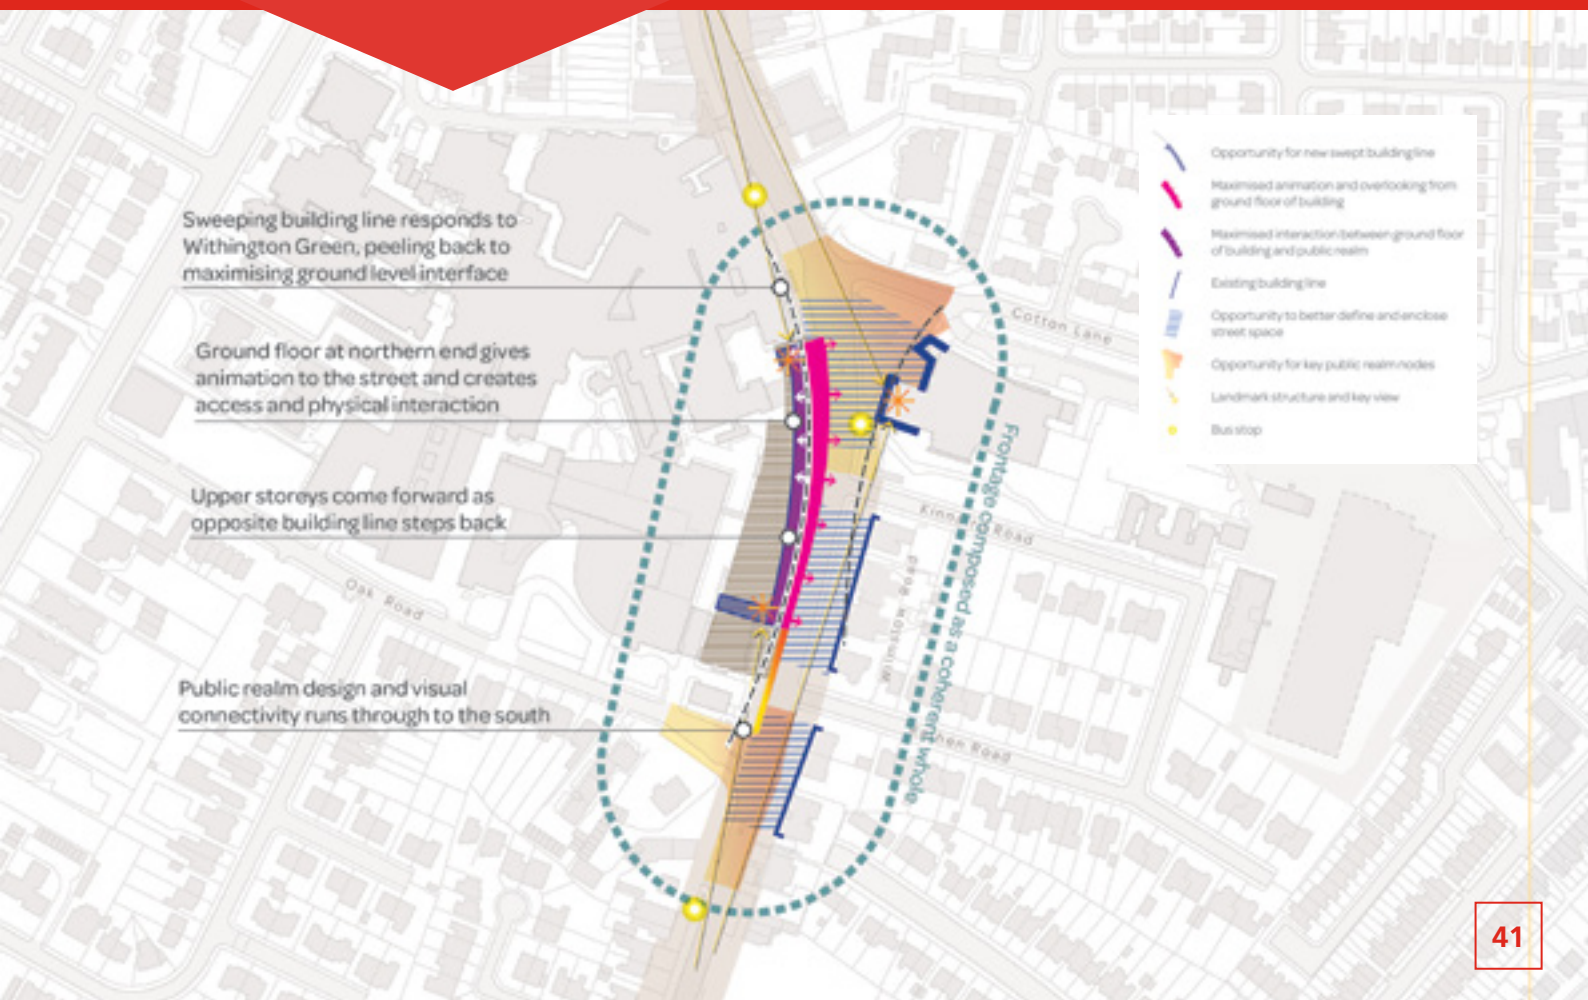 Sweeping building line responds to
Withington Green, peeling back to
maximising ground level interface
Ground floor at northern end gives
animation to the street and creates
access and physical interaction
Upper storeys come forward as
opposite building line steps back
Public realm design and visual
connectivity runs through to the south
Oak Road
Cotton Lane
Road
Wilmslow Road
Road
Frontage composed as a coherent whole
Opportunity for new swept building line
Maximised animation and overlooking from
ground floor of building
Maximised interaction between ground floor
of building and public realm
Existing building line
Opportunity to better define and enclose
street space
Opportunity for key public realm nodes
Landmark structure and key view
Bus stop
41